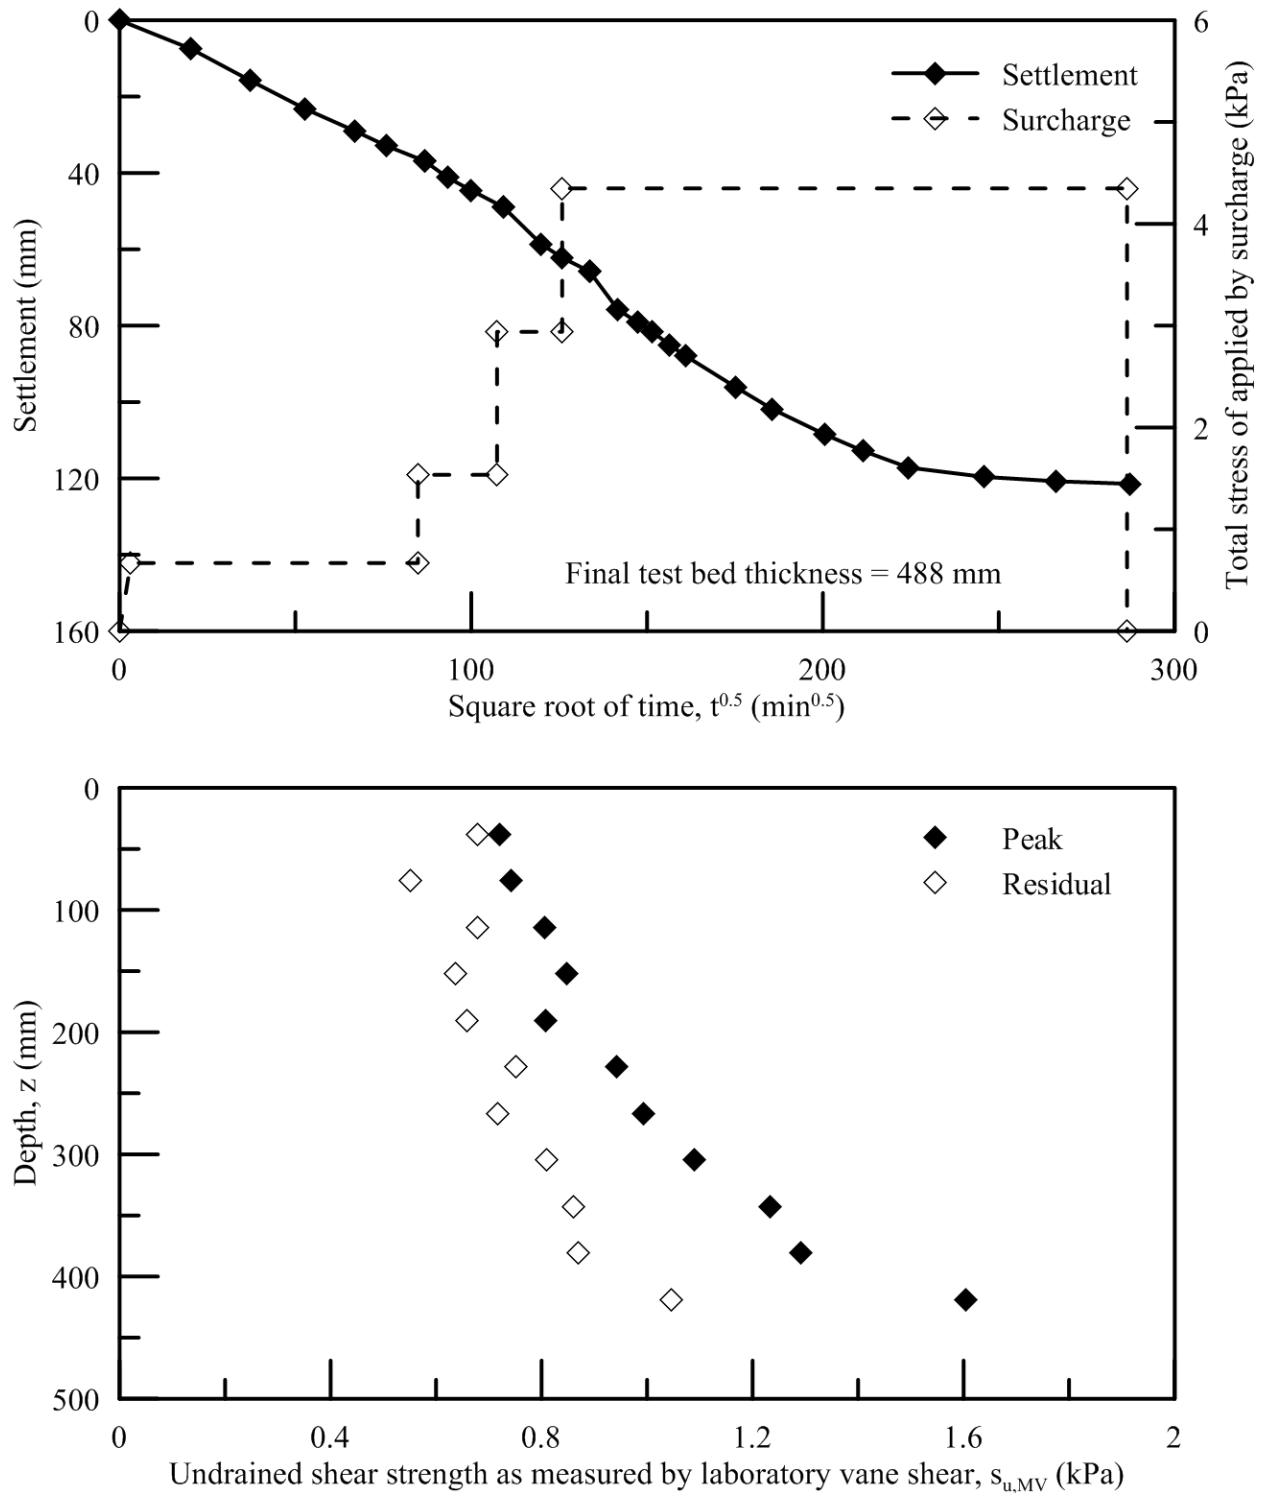 0
40
80
120
160
Settlement (mm)
6
4
2
0
Total stress of applied by surcharge (kPa)
Settlement
Surcharge
Final test bed thickness = 488 mm
0 100 200 300
Square root of time, t^0.5 (min^0.5)
0
100
200
300
400
500
Depth, z (mm)
Peak
Residual
0 0.4 0.8 1.2 1.6 2
Undrained shear strength as measured by laboratory vane shear, s_u,MV (kPa)